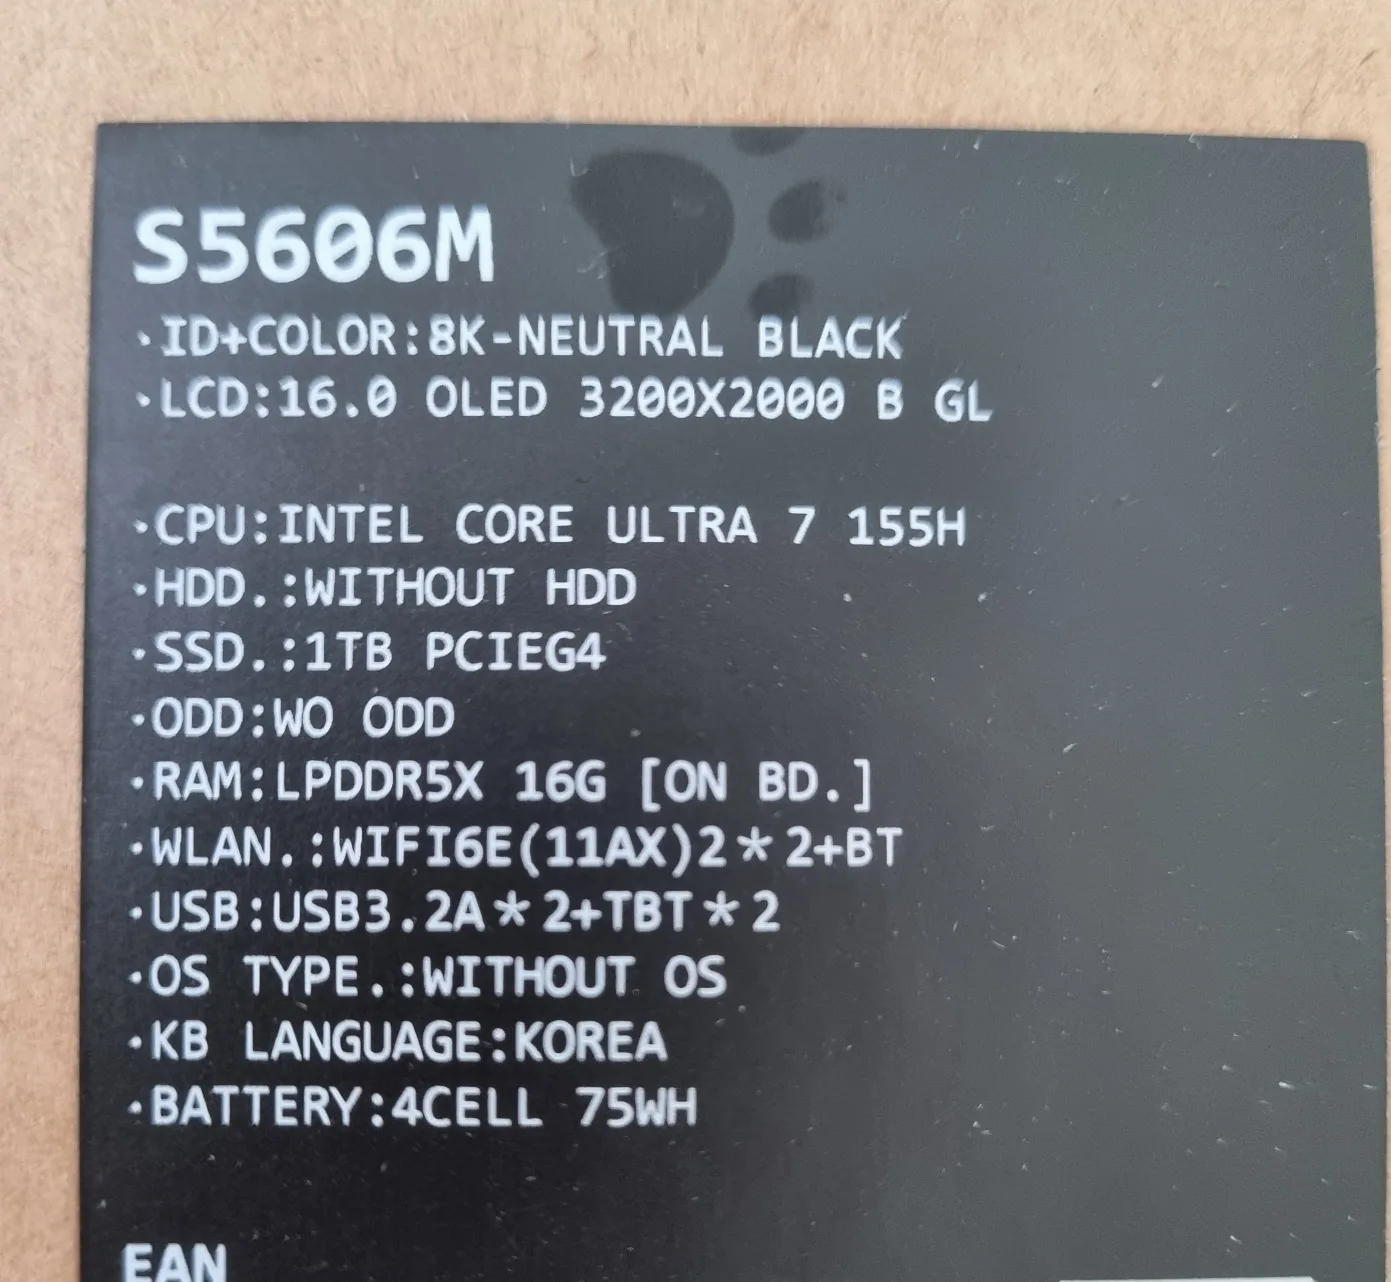 S5606M
·ID+COLOR:8K-NEUTRAL BLACK
·LCD:16.0 OLED 3200X2000 B GL
·CPU:INTEL CORE ULTRA 7 155H
·HDD.:WITHOUT HDD
·SSD.:1TB PCIEG4
·ODD:WO ODD
·RAM:LPDDR5X 16G [ON BD.]
·WLAN.:WIFI6E(11AX)2*2+BT
·USB:USB3.2A*2+TBT*2
·OS TYPE.:WITHOUT OS
·KB LANGUAGE:KOREA
·BATTERY:4CELL 75WH
EAN